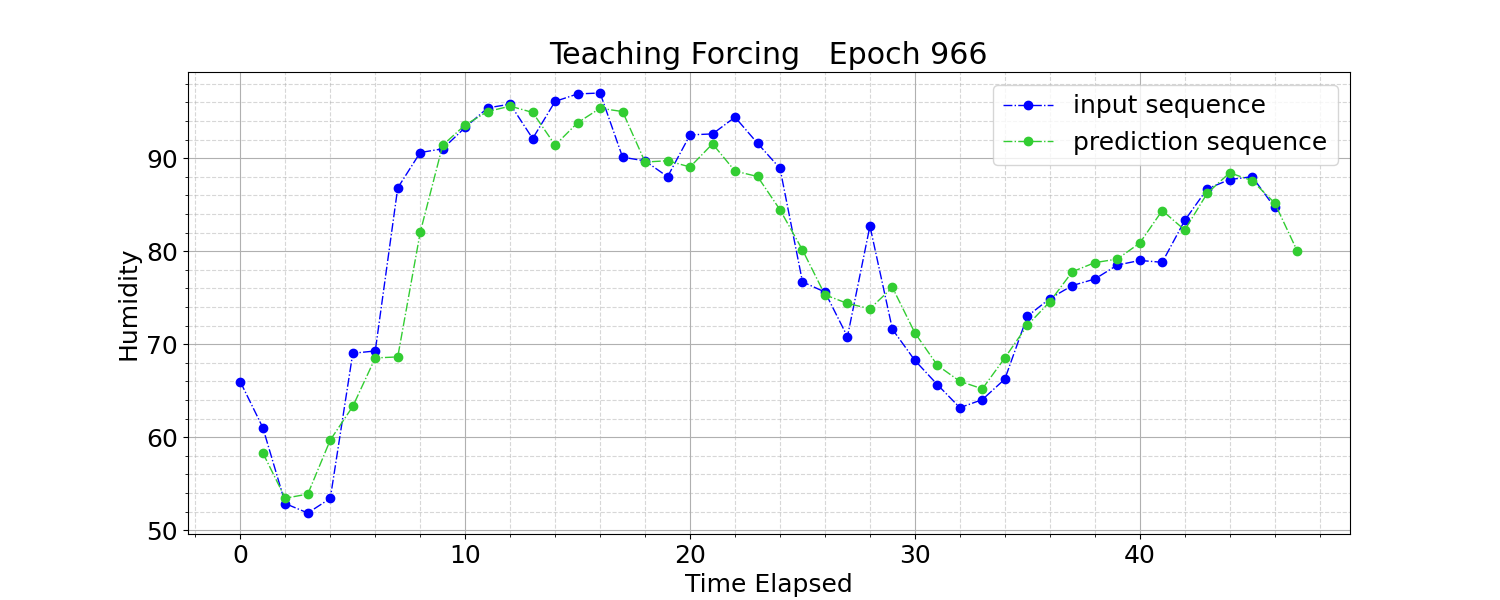 Teaching Forcing   Epoch 966
input sequence
prediction sequence
Humidity
90
80
70
60
50
0 10 20 30 40
Time Elapsed